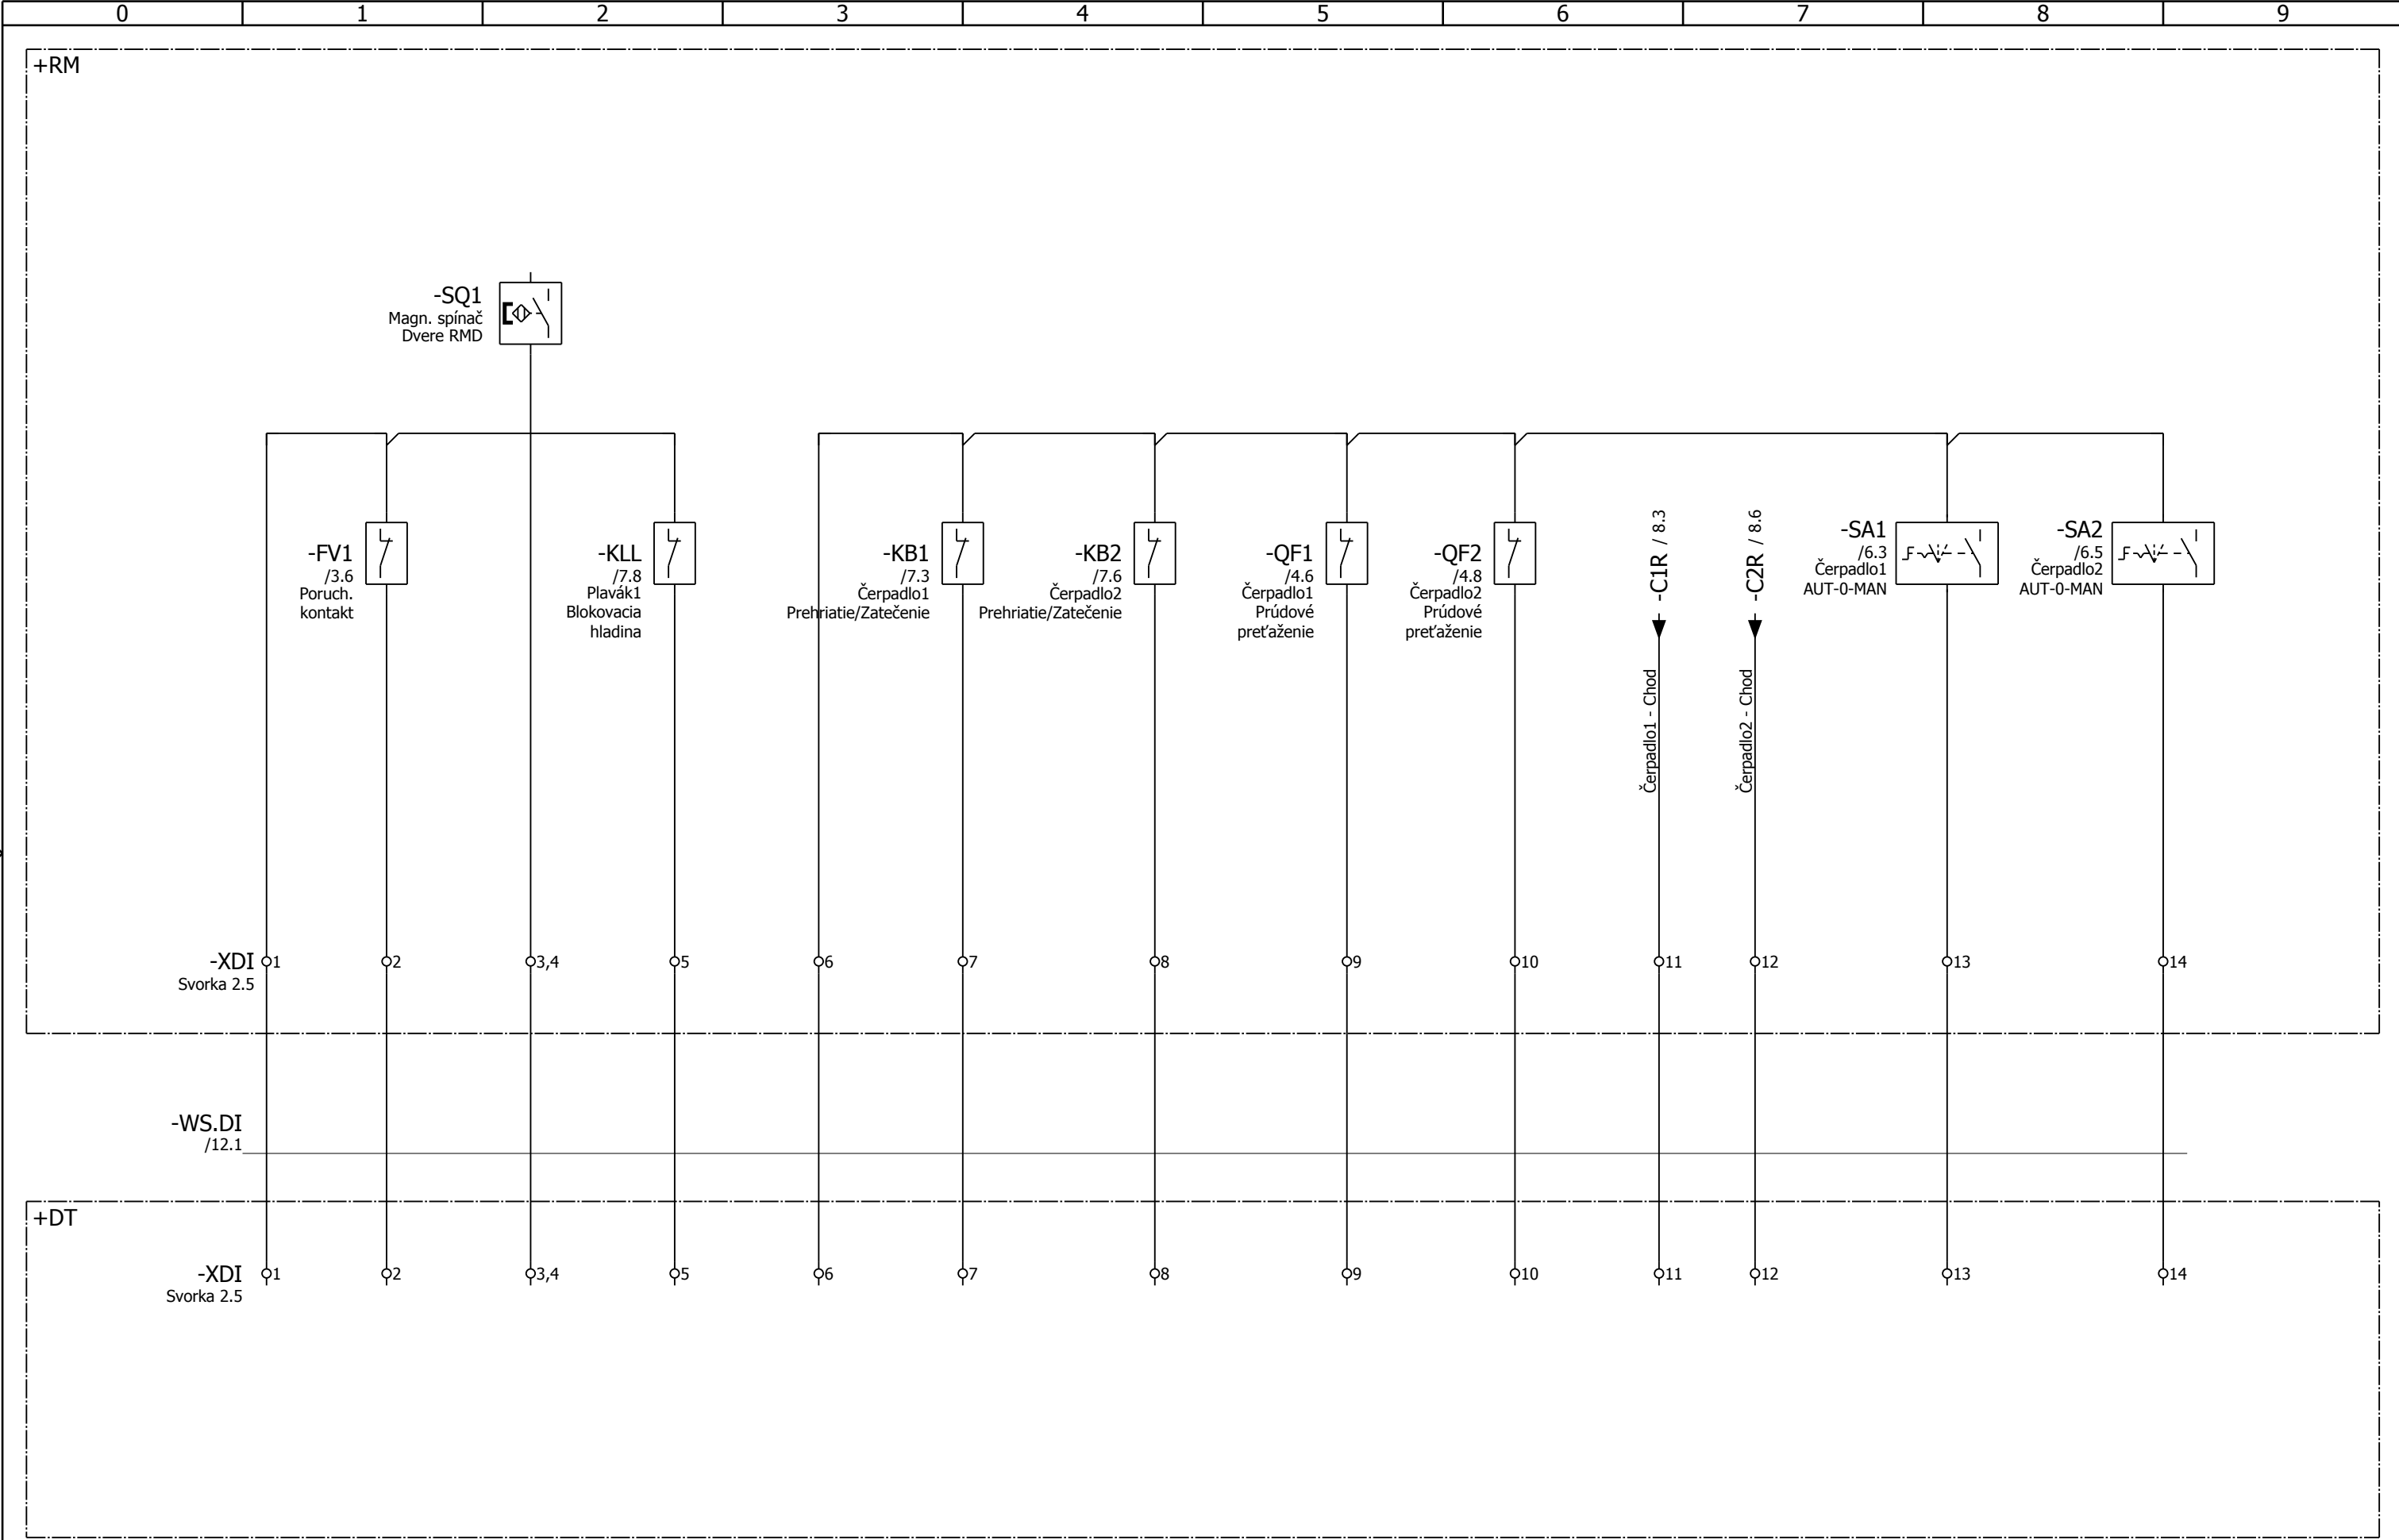 0 1 2 3 4 5 6 7 8 9
+RM
-SQ1
Magn. spínač
Dvere RMD
-FV1
/3.6
Poruch.
kontakt
-KLL
/7.8
Plavák1
Blokovacia
hladina
-KB1
/7.3
Čerpadlo1
Prehriatie/Zatečenie
-KB2
/7.6
Čerpadlo2
Prehriatie/Zatečenie
-QF1
/4.6
Čerpadlo1
Prúdové
preťaženie
-QF2
/4.8
Čerpadlo2
Prúdové
preťaženie
-C1R / 8.3
Čerpadlo1 - Chod
-C2R / 8.6
Čerpadlo2 - Chod
-SA1
/6.3
Čerpadlo1
AUT-0-MAN
-SA2
/6.5
Čerpadlo2
AUT-0-MAN
-XDI 1 2 3,4 5 6 7 8 9 10 11 12 13 14
Svorka 2.5
-WS.DI
/12.1
+DT
-XDI 1 2 3,4 5 6 7 8 9 10 11 12 13 14
Svorka 2.5